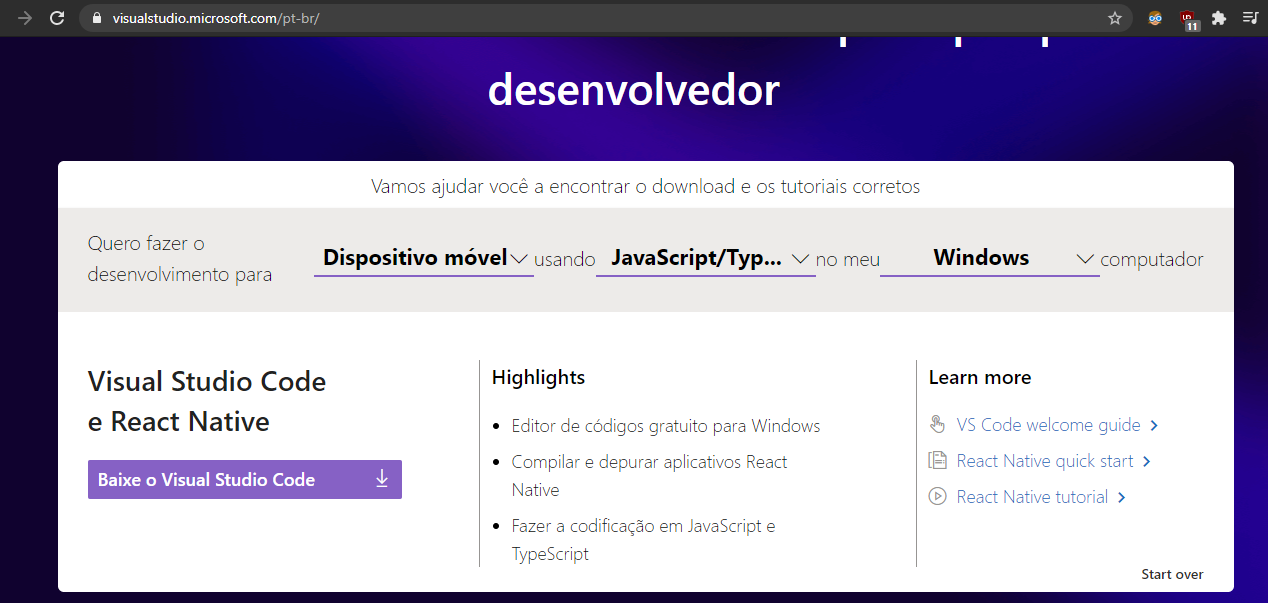 visualstudio.microsoft.com/pt-br/
11
desenvolvedor
Vamos ajudar você a encontrar o download e os tutoriais corretos
Quero fazer o
desenvolvimento para
Dispositivo móvel usando JavaScript/Typ... no meu Windows computador
Visual Studio Code
e React Native
Baixe o Visual Studio Code
Highlights
Editor de códigos gratuito para Windows
Compilar e depurar aplicativos React
Native
Fazer a codificação em JavaScript e
TypeScript
Learn more
VS Code welcome guide
React Native quick start
React Native tutorial
Start over